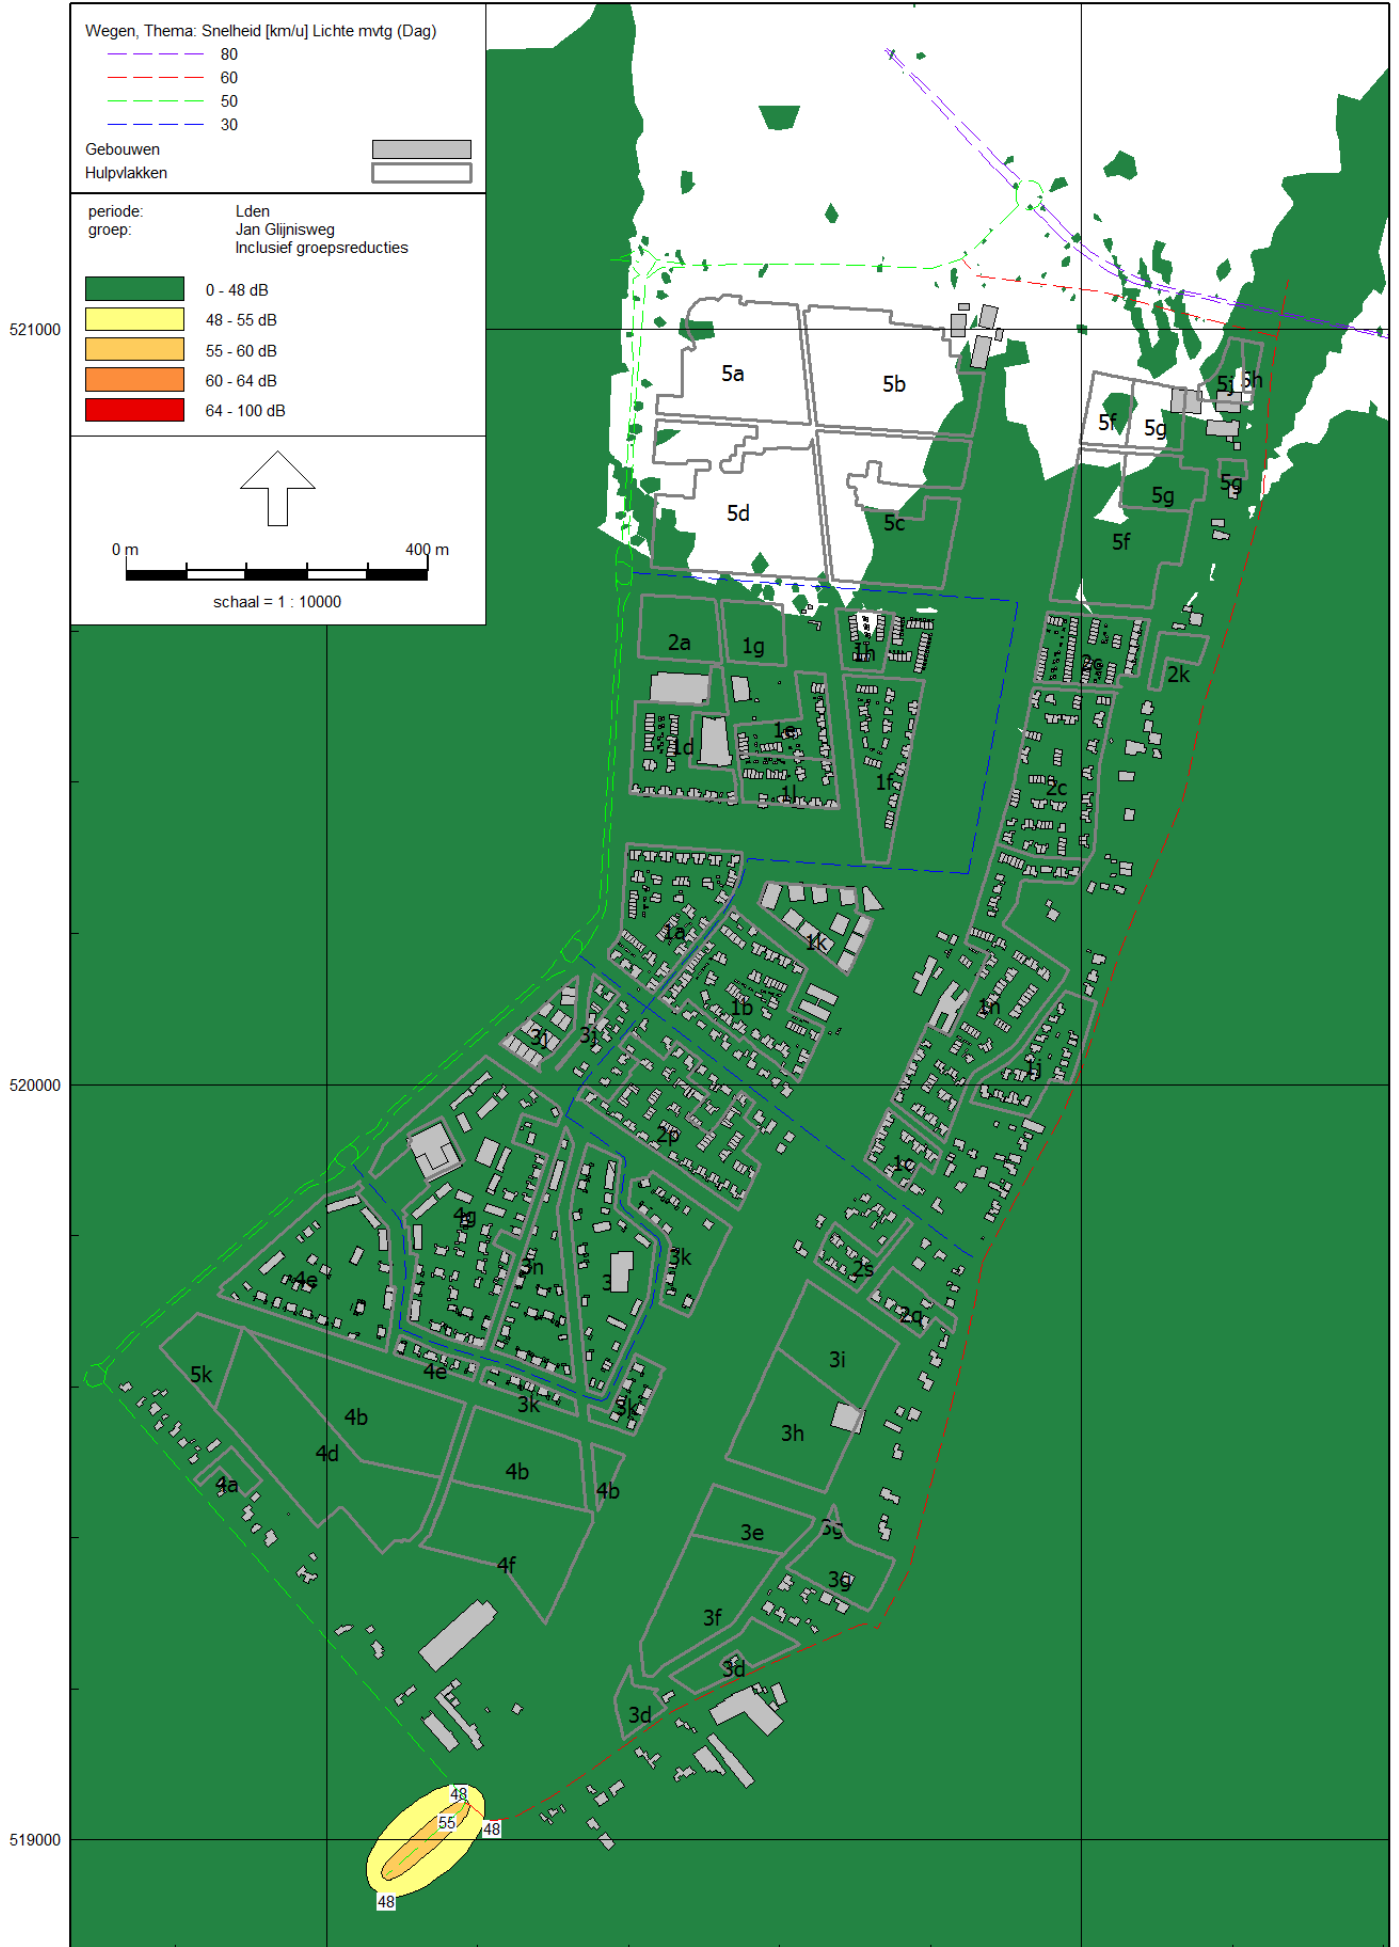 Wegen, Thema: Snelheid [km/u] Lichte mvtg (Dag)
80
60
50
30
Gebouwen
Hulpvlakken
periode: Lden
groep: Jan Glijnisweg
Inclusief groepsreducties
0 - 48 dB
48 - 55 dB
55 - 60 dB
60 - 64 dB
64 - 100 dB
0 m 400 m
schaal = 1 : 10000
521000
5a
5b
5j
5h
5f
5g
5g
5g
5d
5c
5f
2a
1g
1h
2k
1d
1e
1f
1l
2c
1a
1k
1b
1n
3j
3j
1j
520000
2p
1c
4g
3n
3k
4e
2s
2q
3i
5k
4e
3k
3k
4b
4d
3h
4b
4b
4a
3e
3g
4f
3g
3f
3d
3d
48
55
48
519000
48